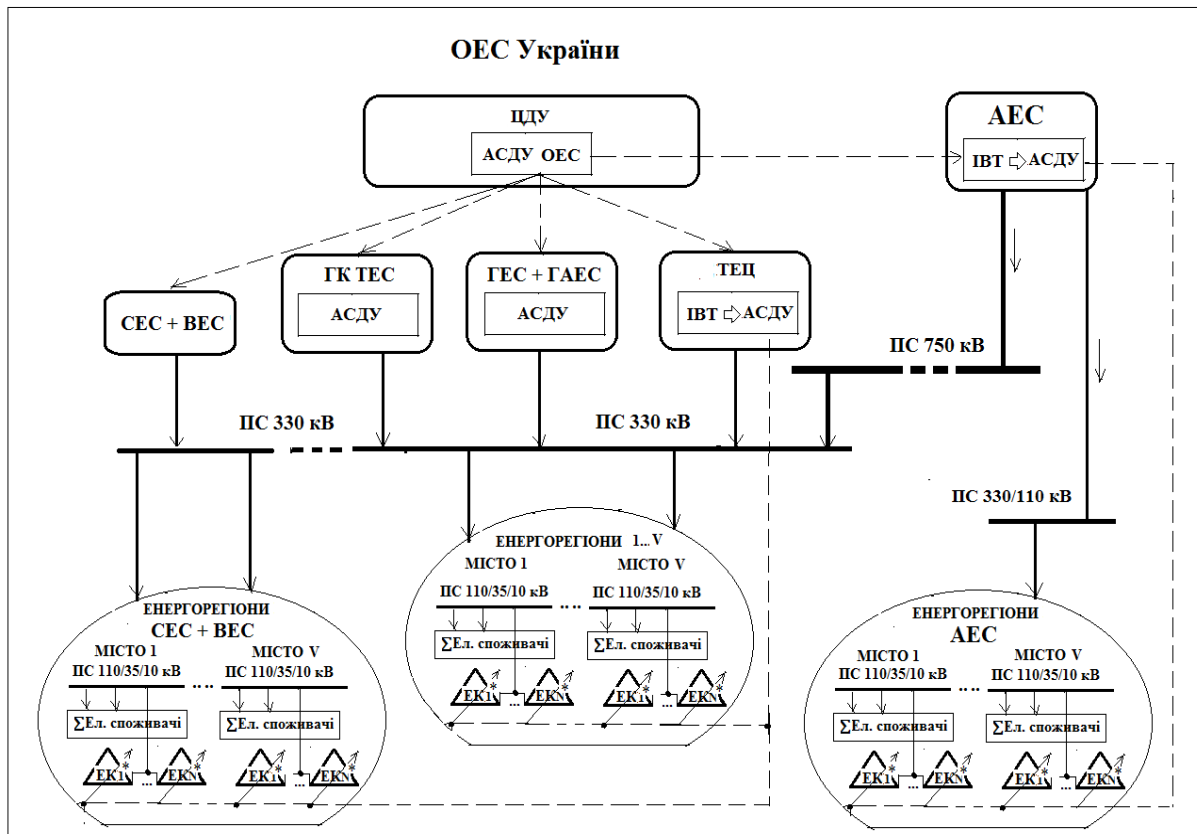 ОЕС України
ЦДУ
АСДУ ОЕС
АЕС
ІВТ ⇨ АСДУ
СЕС + ВЕС
ГК ТЕС
АСДУ
ГЕС + ГАЕС
АСДУ
ТЕЦ
ІВТ ⇨ АСДУ
ПС 750 кВ
ПС 330 кВ
ПС 330 кВ
ПС 330/110 кВ
ЕНЕРГОРЕГІОНИ
СЕС + ВЕС
МІСТО 1
ПС 110/35/10 кВ
∑Ел. споживачі
ЕК1*
...
ЕКN*
МІСТО V
ПС 110/35/10 кВ
∑Ел. споживачі
ЕК1*
...
ЕКN*
ЕНЕРГОРЕГІОНИ 1... V
МІСТО 1
ПС 110/35/10 кВ
∑Ел. споживачі
ЕК1*
...
ЕКN*
МІСТО V
ПС 110/35/10 кВ
∑Ел. споживачі
ЕК1*
...
ЕКN*
ЕНЕРГОРЕГІОНИ
АЕС
МІСТО 1
ПС 110/35/10 кВ
∑Ел. споживачі
ЕК1*
...
ЕКN*
МІСТО V
ПС 110/35/10 кВ
∑Ел. споживачі
ЕК1*
...
ЕКN*